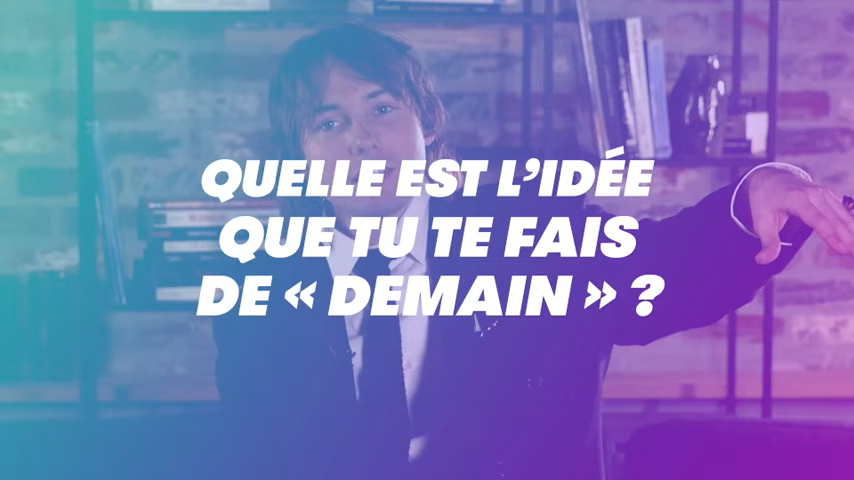 QUELLE EST L’IDÉE
QUE TU TE FAIS
DE « DEMAIN » ?